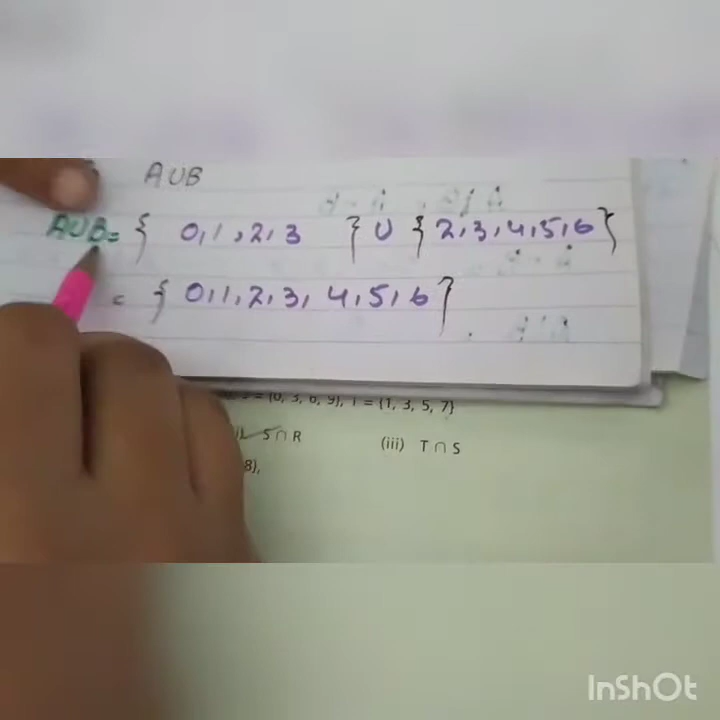 A∪B
A∪B= { 0,1,2,3 } ∪ { 2,3,4,5,6 }
= { 0,1,2,3,4,5,6 }
= {0, 3, 6, 9}, T = {1, 3, 5, 7}
S ∩ R (iii) T ∩ S
8},
InShOt